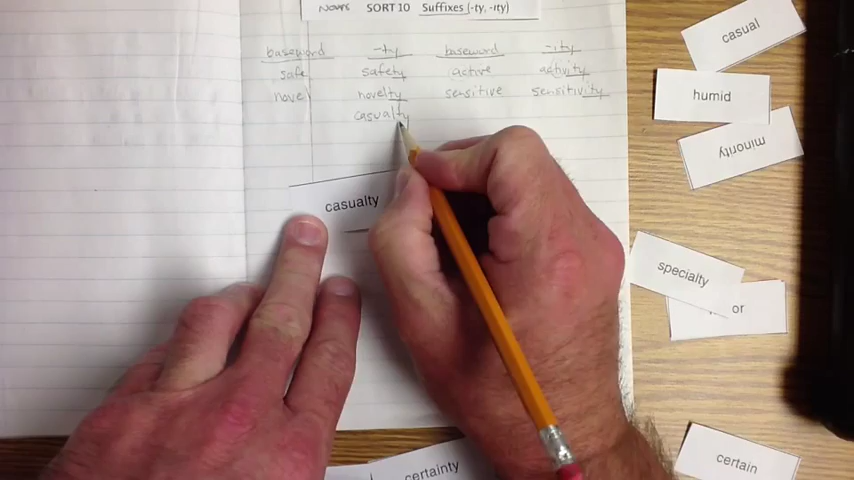 Nouns SORT 10 Suffixes (-ty, -ity)
baseword -ty baseword -ity
safe safety active activity
novel novelty sensitive sensitivity
casualty
casualty
casual
humid
minority
specialty
or
certain
certainty